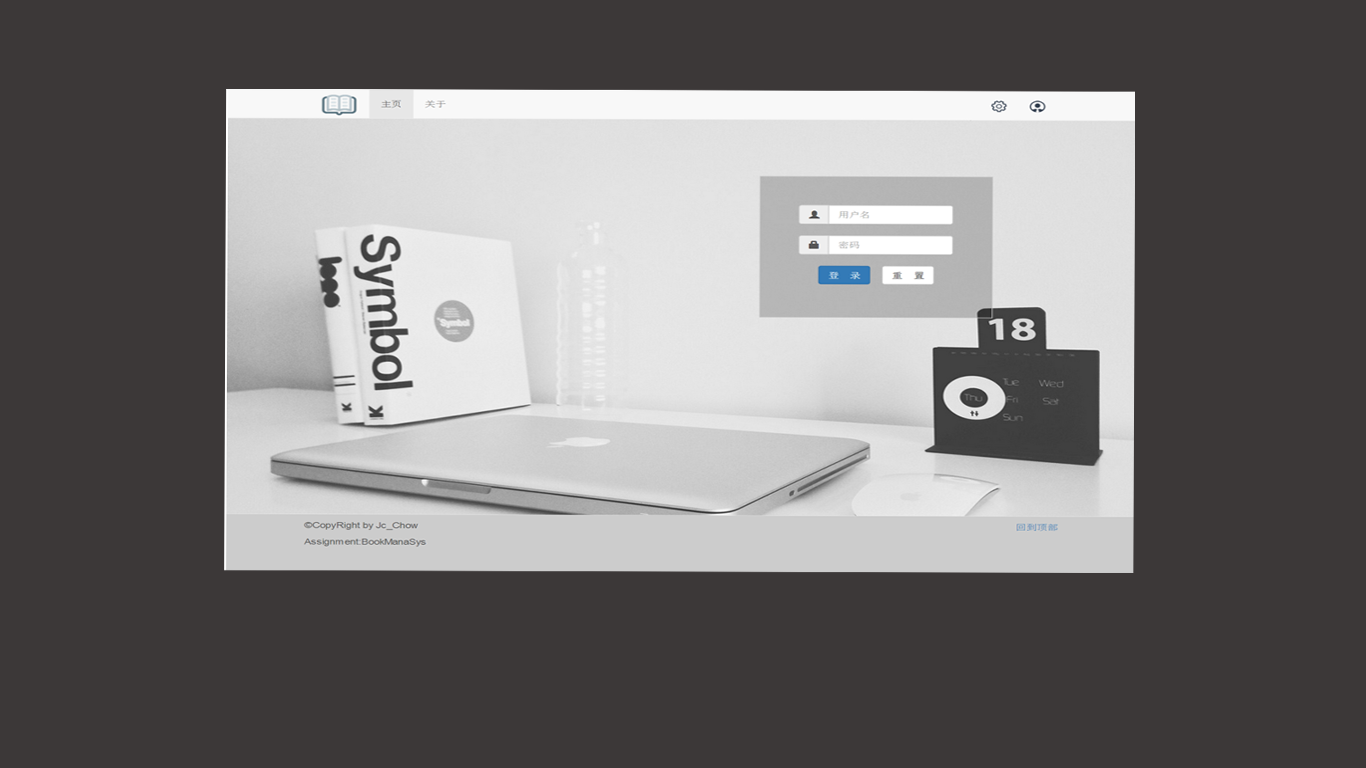 主页 关于
用户名
密码
登 录 重 置
Symbol
Symbol
18
Tue Wed
Thu Fri Sat
Sun
©CopyRight by Jc_Chow
Assignment:BookManaSys
回到顶部